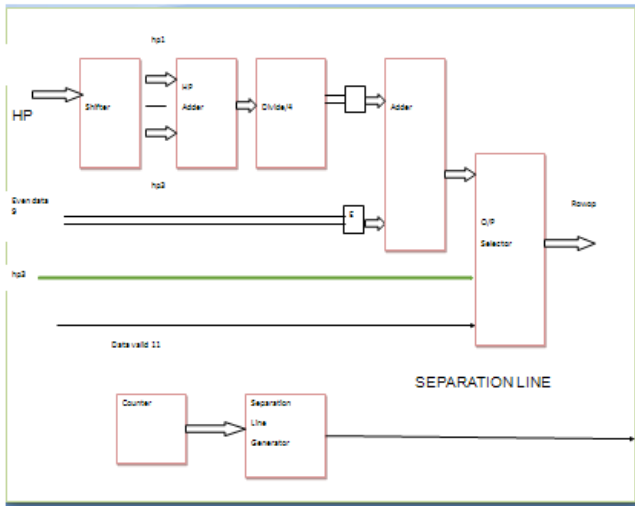 hp1
HP
Shifter
HP
Adder
Divide/4
Adder
hp3
Even data
9
E
O/P
Selector
Rowop
hp3
Data valid 11
SEPARATION LINE
Counter
Separation
Line
Generator